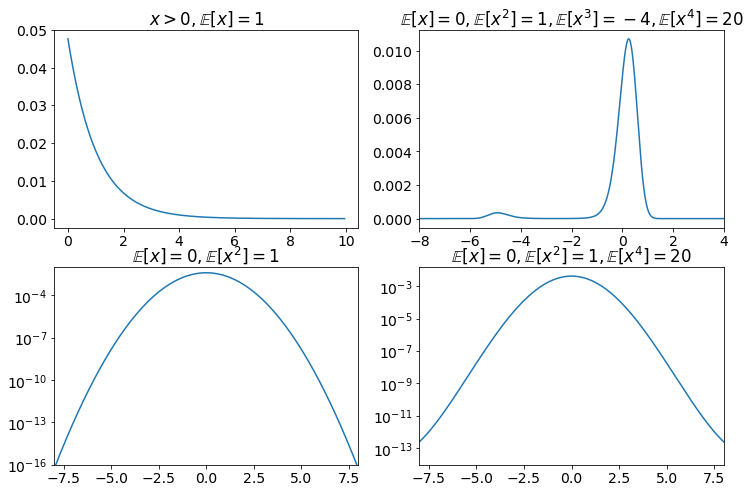 x > 0, 𝔼[x] = 1
0.05
0.04
0.03
0.02
0.01
0.00
0 2 4 6 8 10
𝔼[x] = 0, 𝔼[x²] = 1, 𝔼[x³] = −4, 𝔼[x⁴] = 20
0.010
0.008
0.006
0.004
0.002
0.000
−8 −6 −4 −2 0 2 4
𝔼[x] = 0, 𝔼[x²] = 1
10⁻⁴
10⁻⁷
10⁻¹⁰
10⁻¹³
10⁻¹⁶
−7.5 −5.0 −2.5 0.0 2.5 5.0 7.5
𝔼[x] = 0, 𝔼[x²] = 1, 𝔼[x⁴] = 20
10⁻³
10⁻⁵
10⁻⁷
10⁻⁹
10⁻¹¹
10⁻¹³
−7.5 −5.0 −2.5 0.0 2.5 5.0 7.5